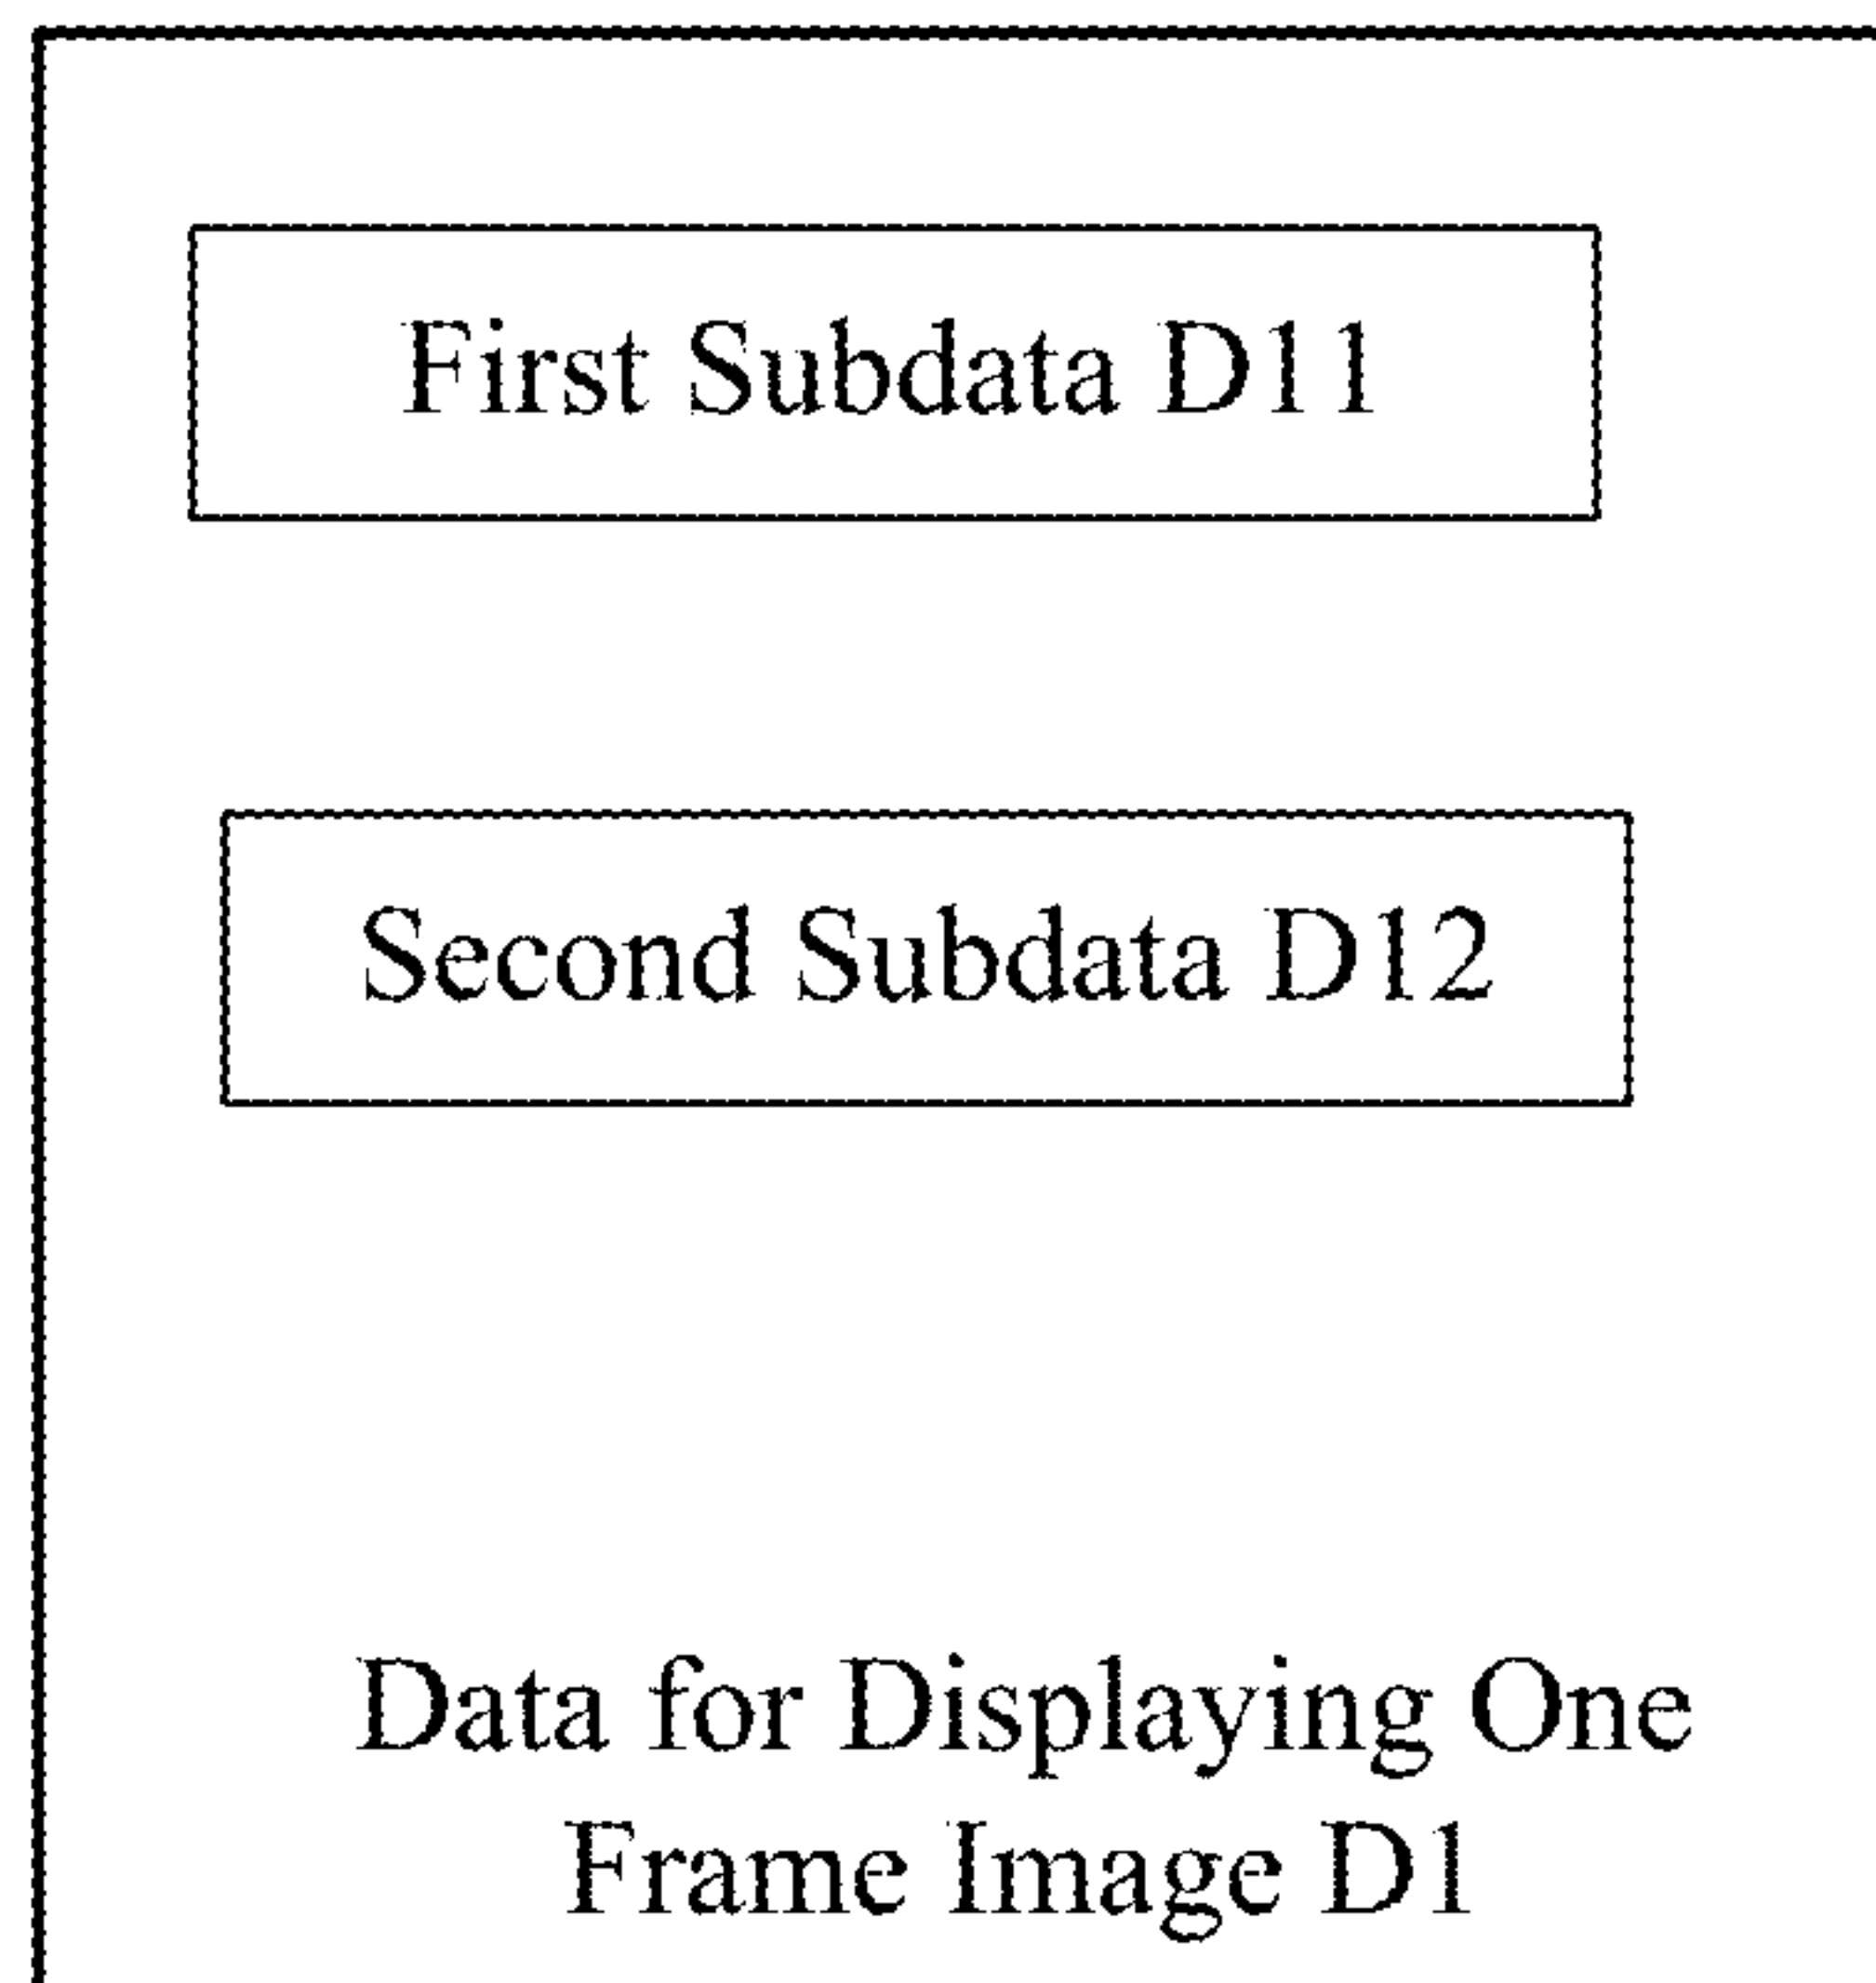 First Subdata D11
Second Subdata D12
Data for Displaying One
Frame Image D1